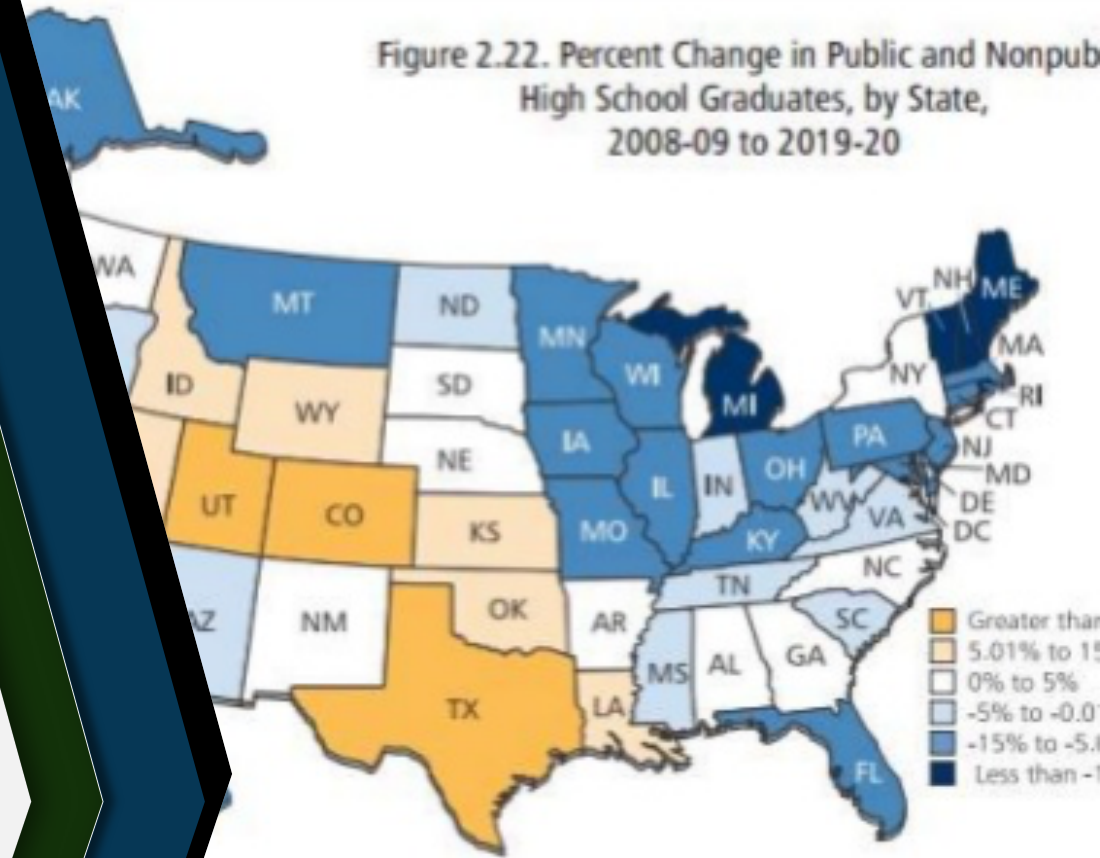 Figure 2.22. Percent Change in Public and Nonpub
High School Graduates, by State,
2008-09 to 2019-20
AK
WA
MT
ND
MN
ID
WY
SD
WI
MI
NH
VT
ME
MA
NY
RI
CT
NE
IA
PA
NJ
UT
CO
KS
MO
IL
IN
OH
WV
VA
MD
DE
DC
KY
AZ
NM
OK
AR
TN
NC
SC
TX
LA
MS
AL
GA
FL
Greater than
5.01% to 15
0% to 5%
-5% to -0.01
-15% to -5.
Less than -1